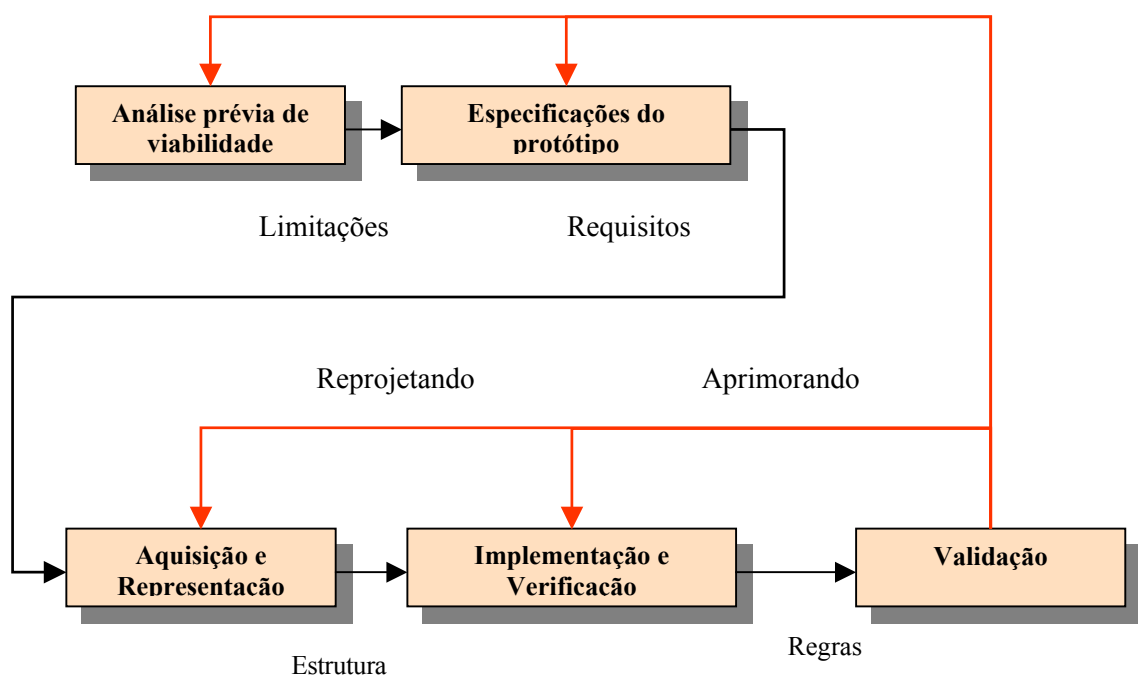 Análise prévia de
viabilidade
Especificações do
protótipo
Limitações
Requisitos
Reprojetando
Aprimorando
Aquisição e
Representação
Implementação e
Verificação
Validação
Estrutura
Regras